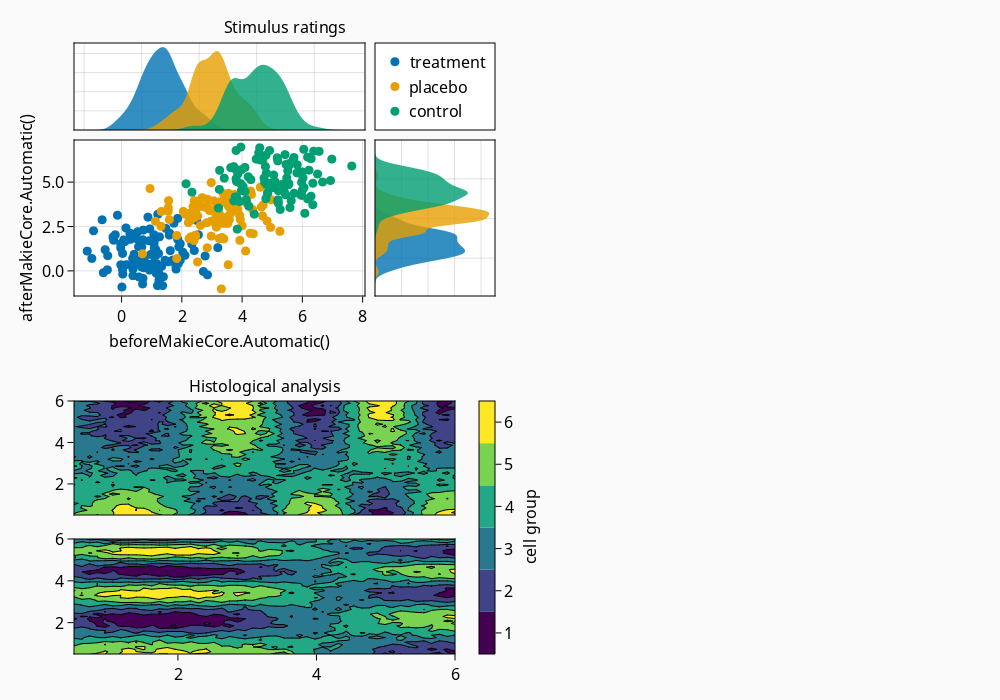 Stimulus ratings
treatment
placebo
control
afterMakieCore.Automatic()
5.0
2.5
0.0
0 2 4 6 8
beforeMakieCore.Automatic()
Histological analysis
6
4
2
6
4
2
2 4 6
6
5
4
3
2
1
cell group